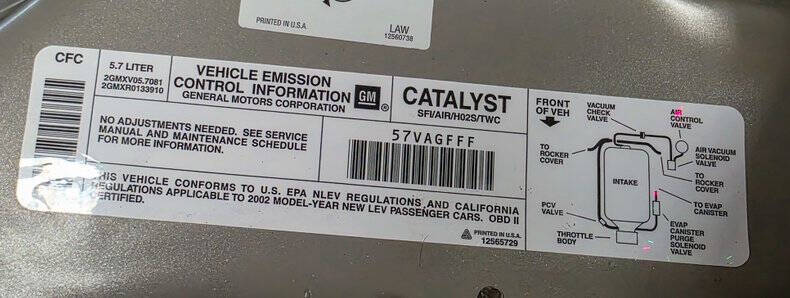 PRINTED IN U.S.A.
LAW
12560738
CFC
5.7 LITER
2GMXV05.7081
2GMXR0133910
VEHICLE EMISSION
CONTROL INFORMATION GM ®
GENERAL MOTORS CORPORATION
CATALYST
SFI/AIR/H02S/TWC
NO ADJUSTMENTS NEEDED. SEE SERVICE
MANUAL AND MAINTENANCE SCHEDULE
FOR MORE INFORMATION.
57VAGFFF
THIS VEHICLE CONFORMS TO U.S. EPA NLEV REGULATIONS AND CALIFORNIA
REGULATIONS APPLICABLE TO 2002 MODEL-YEAR NEW LEV PASSENGER CARS. OBD II
CERTIFIED.
PRINTED IN U.S.A.
12565729
FRONT
OF VEH
VACUUM
CHECK
VALVE
AIR
CONTROL
VALVE
TO
ROCKER
COVER
AIR VACUUM
SOLENOID
VALVE
INTAKE
TO
ROCKER
COVER
TO EVAP
CANISTER
PCV
VALVE
THROTTLE
BODY
EVAP
CANISTER
PURGE
SOLENOID
VALVE